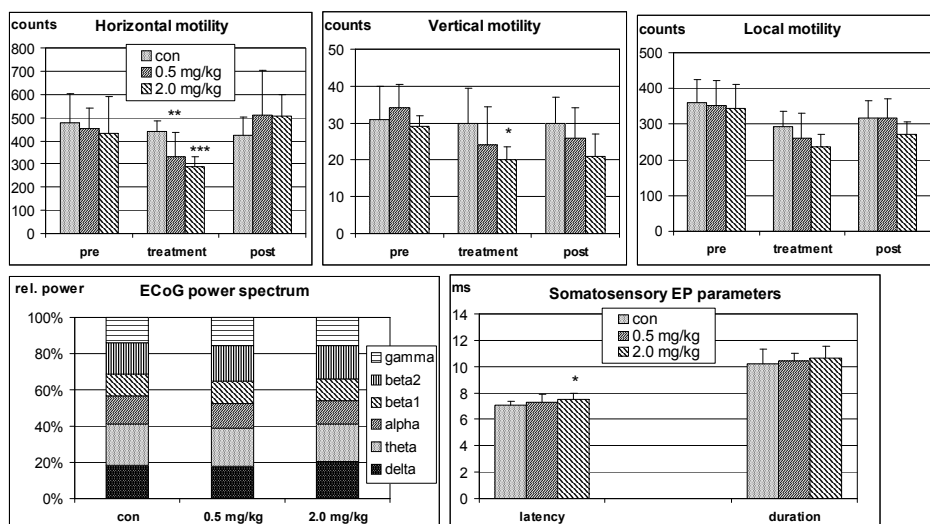 counts Horizontal motility
800
700
600
500
400
300
200
100
0
con
0.5 mg/kg
2.0 mg/kg
**
***
pre treatment post
counts Vertical motility
50
40
30
20
10
0
*
pre treatment post
counts Local motility
500
400
300
200
100
0
pre treatment post
rel. power ECoG power spectrum
100%
80%
60%
40%
20%
0%
gamma
beta2
beta1
alpha
theta
delta
con 0.5 mg/kg 2.0 mg/kg
ms Somatosensory EP parameters
14
12
10
8
6
4
2
0
con
0.5 mg/kg
2.0 mg/kg
*
latency duration